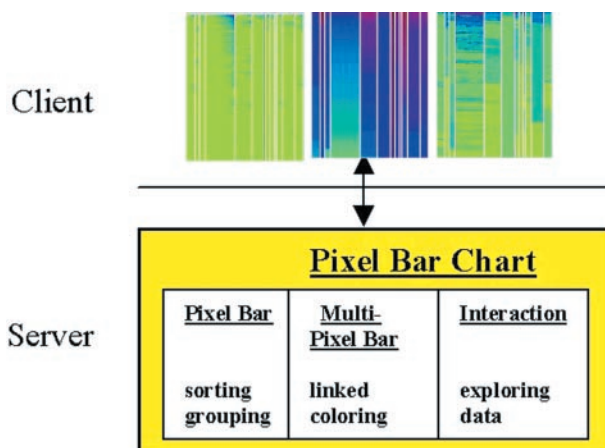 Client
Pixel Bar Chart
Server
Pixel Bar
sorting
grouping
Multi-
Pixel Bar
linked
coloring
Interaction
exploring
data